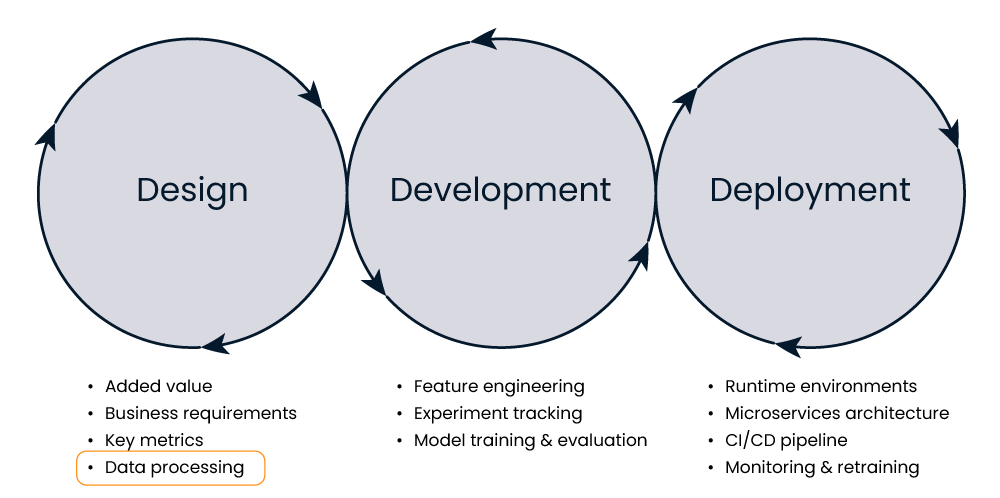 Design
Development
Deployment
• Added value
• Business requirements
• Key metrics
• Data processing
• Feature engineering
• Experiment tracking
• Model training & evaluation
• Runtime environments
• Microservices architecture
• CI/CD pipeline
• Monitoring & retraining